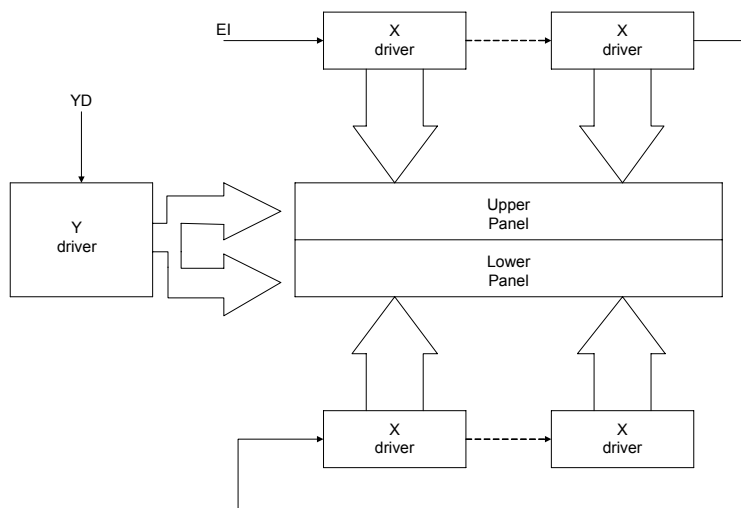 EI
X
driver
X
driver
YD
Y
driver
Upper
Panel
Lower
Panel
X
driver
X
driver